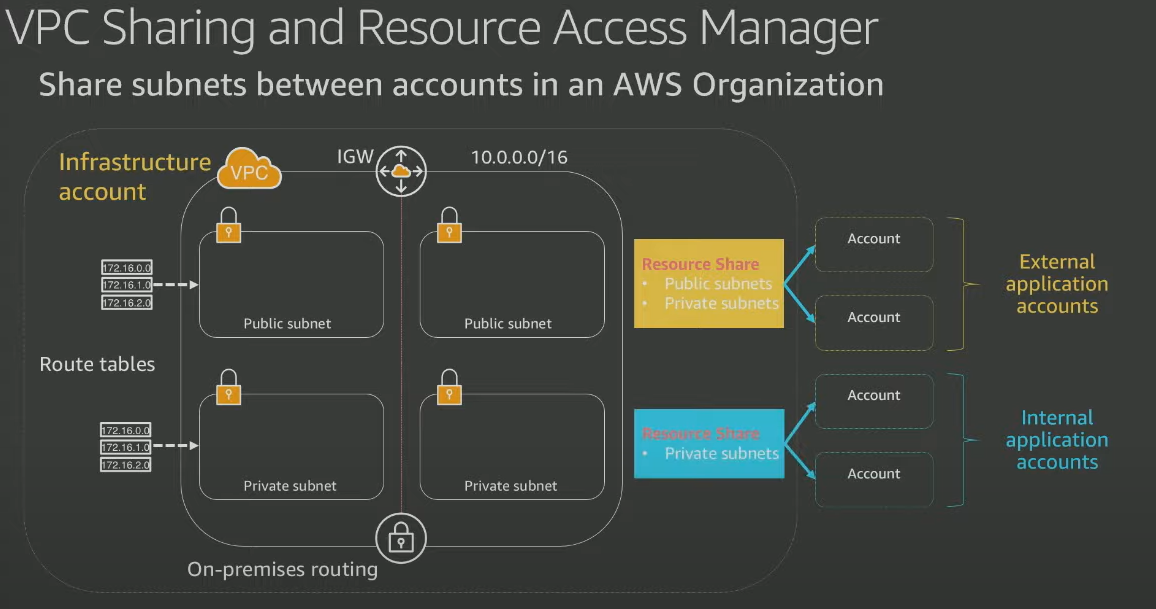 VPC Sharing and Resource Access Manager
Share subnets between accounts in an AWS Organization
Infrastructure
account
VPC
IGW
10.0.0.0/16
172.16.0.0
172.16.1.0
172.16.2.0
Public subnet
Public subnet
Route tables
172.16.0.0
172.16.1.0
172.16.2.0
Private subnet
Private subnet
On-premises routing
Resource Share
• Public subnets
• Private subnets
Account
Account
External
application
accounts
Resource Share
• Private subnets
Account
Account
Internal
application
accounts